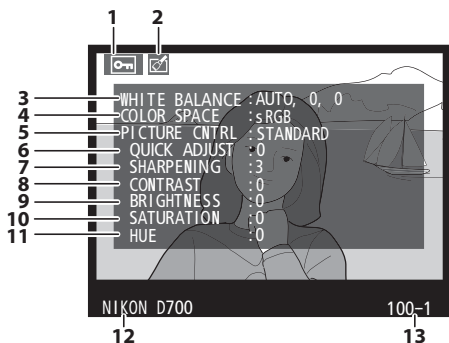 1 2
3 WHITE BALANCE :AUTO, 0, 0
4 COLOR SPACE :sRGB
5 PICTURE CNTRL :STANDARD
6 QUICK ADJUST :0
7 SHARPENING :3
8 CONTRAST :0
9 BRIGHTNESS :0
10 SATURATION :0
11 HUE :0
NIKON D700 100-1
12 13